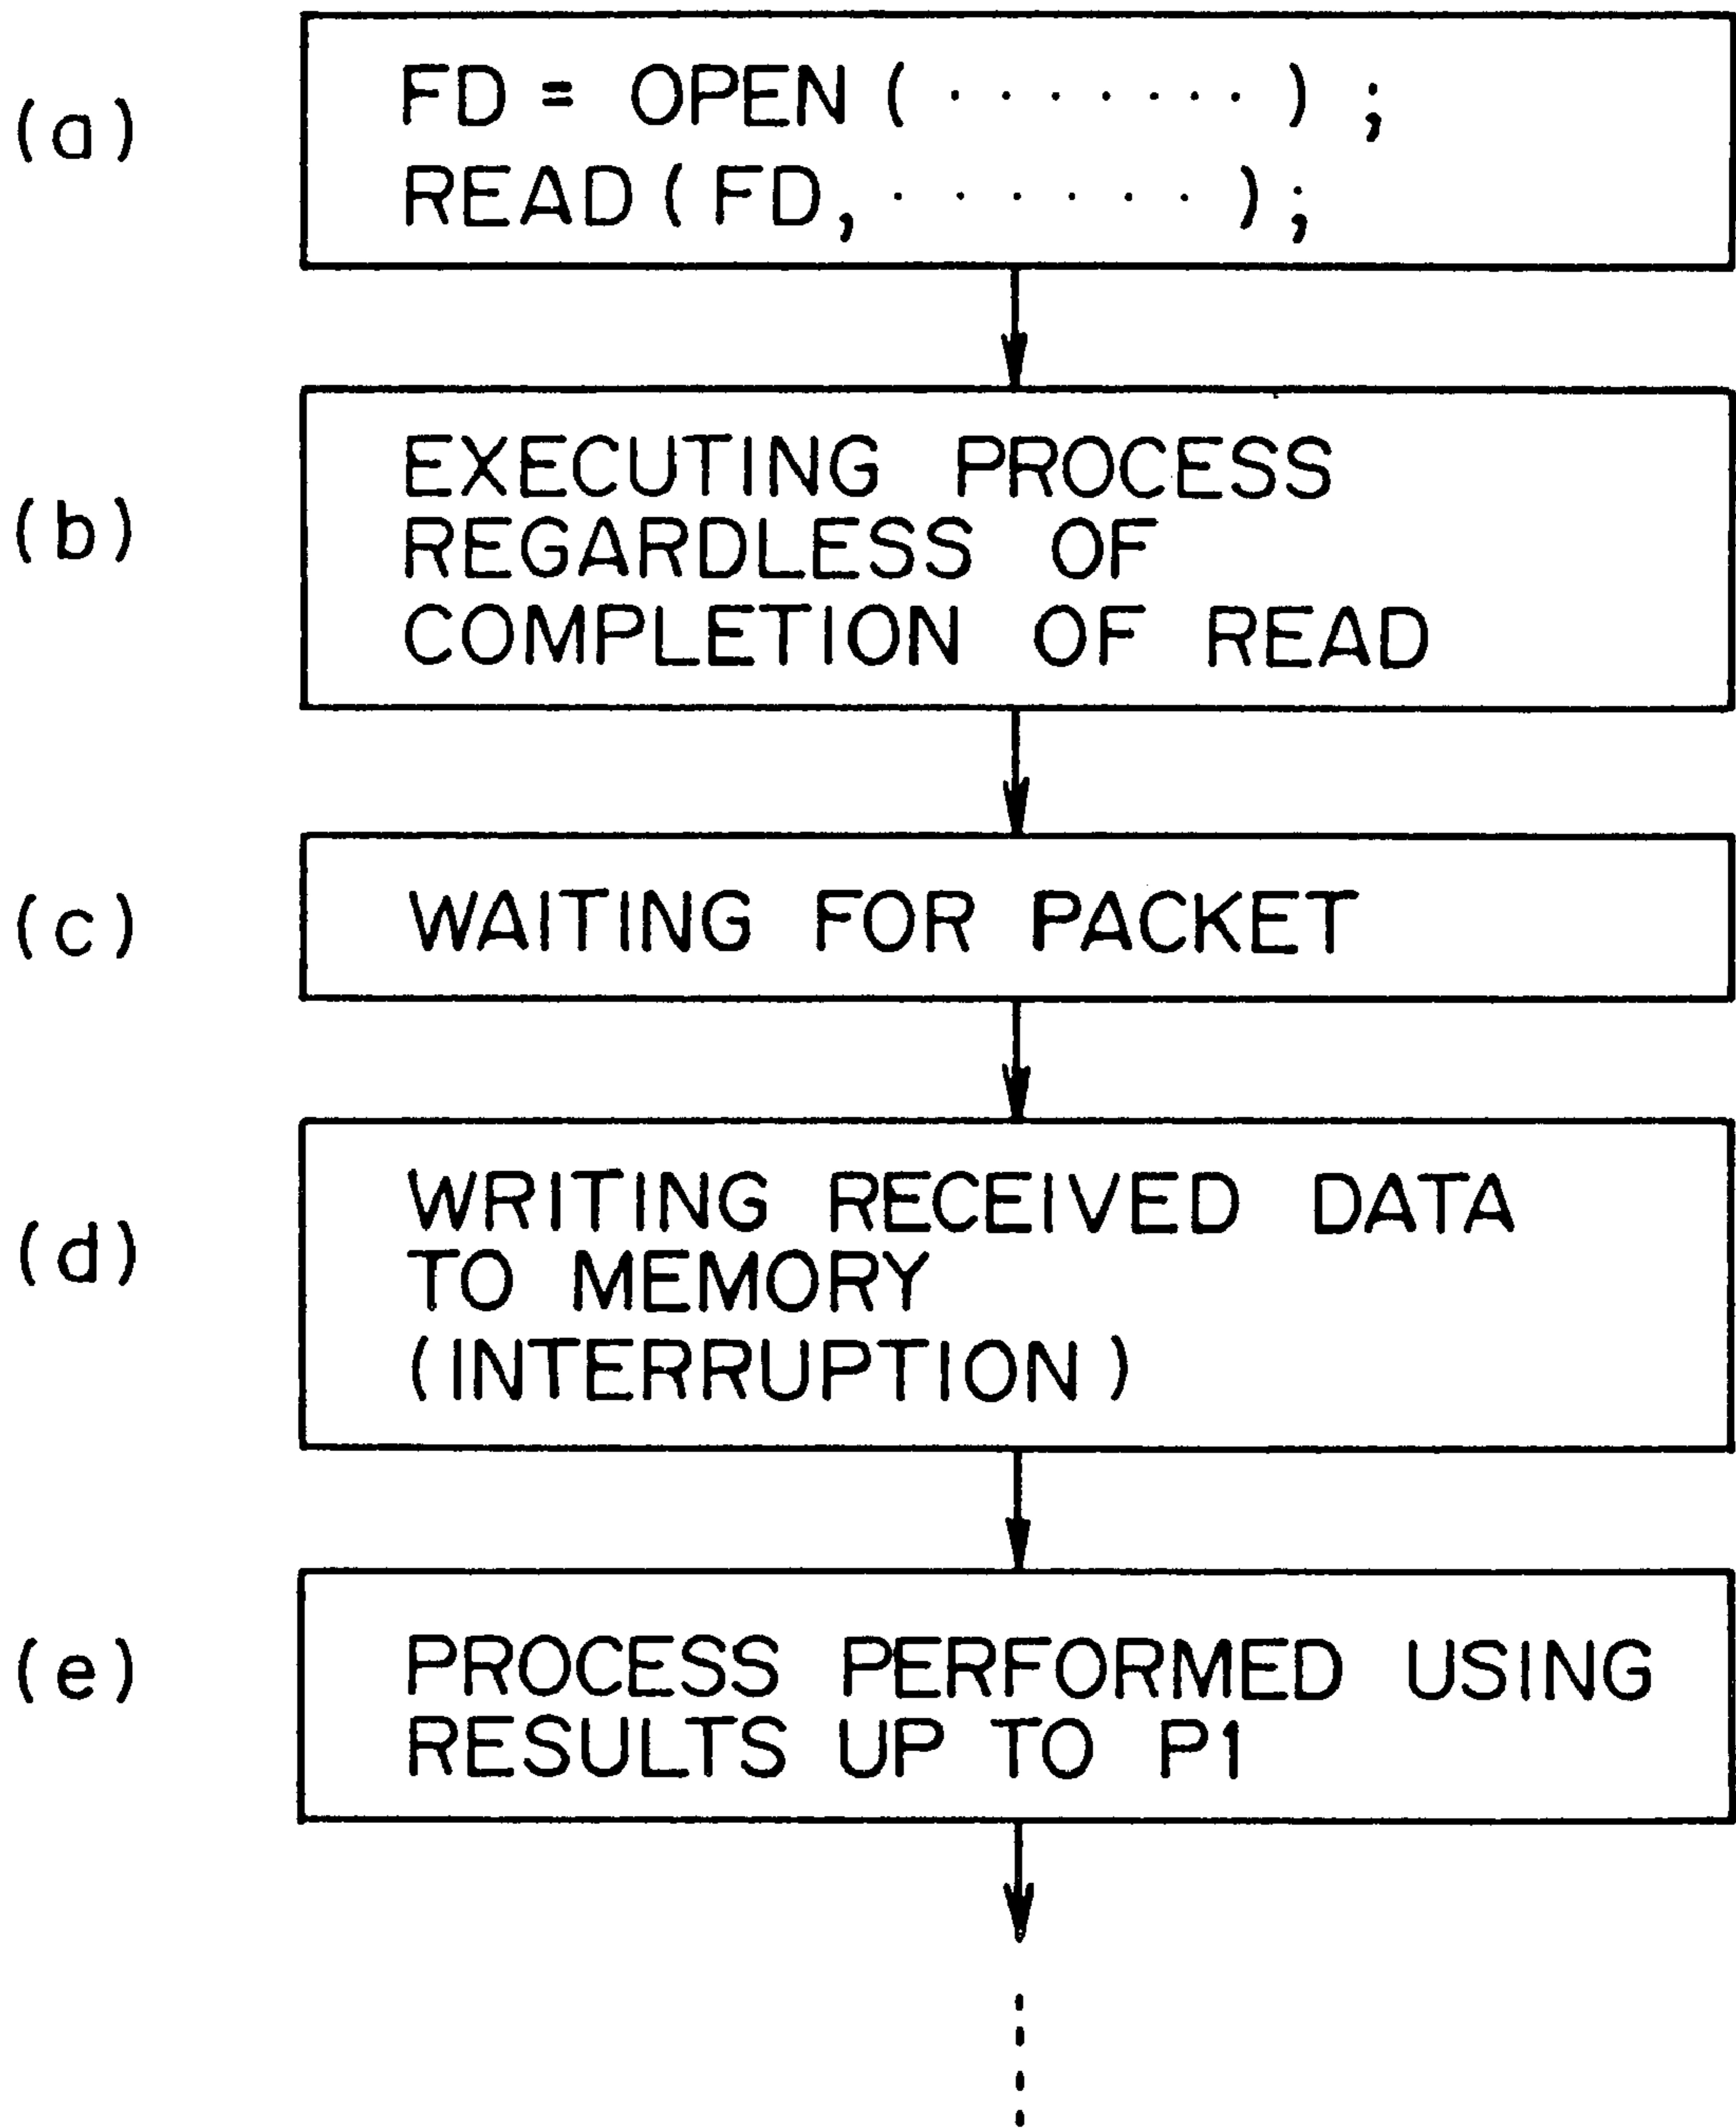 (a)
FD = OPEN ( · · · · · · · ) ;
READ ( FD, · · · · · · ) ;
(b)
EXECUTING PROCESS
REGARDLESS OF
COMPLETION OF READ
(c)
WAITING FOR PACKET
(d)
WRITING RECEIVED DATA
TO MEMORY
(INTERRUPTION)
(e)
PROCESS PERFORMED USING
RESULTS UP TO P1